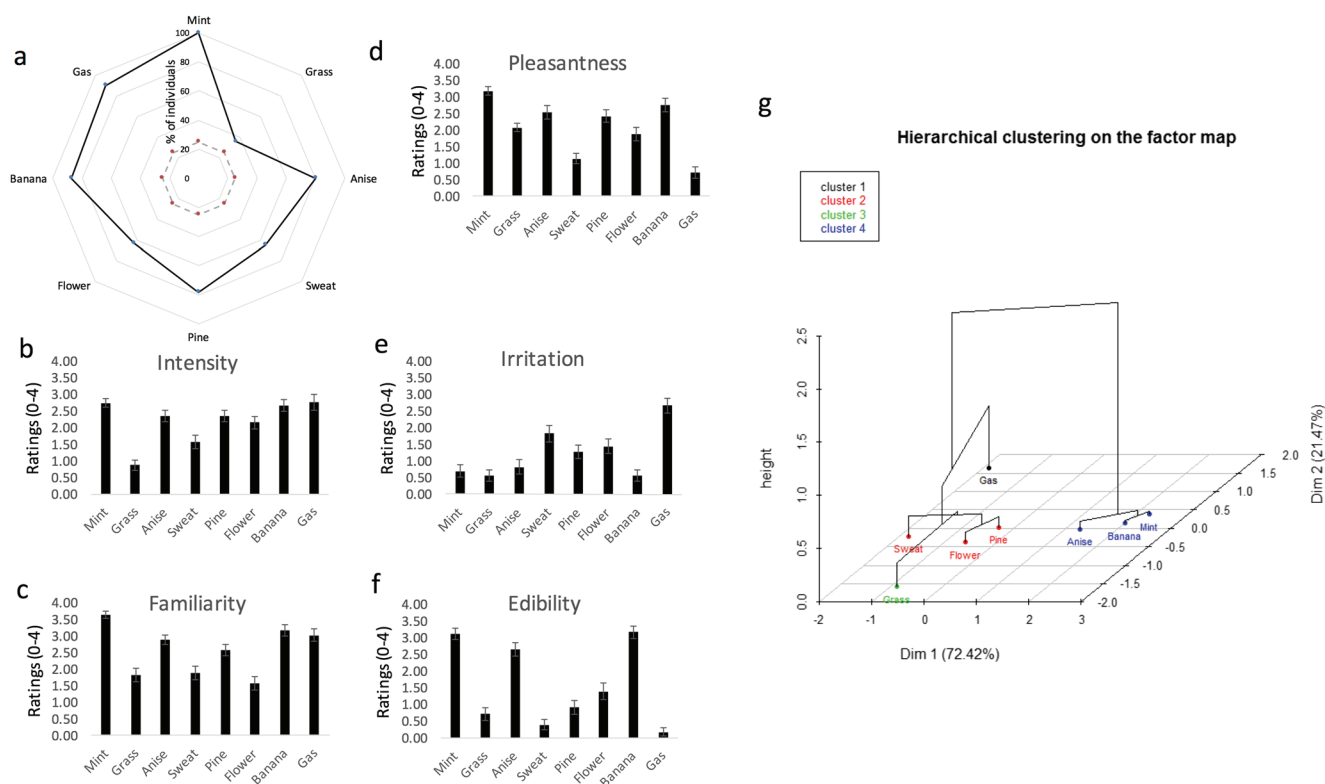 a
Mint
Grass
Anise
Sweat
Pine
Flower
Banana
Gas
% of individuals
100
80
60
40
20
0
b
Intensity
Ratings (0-4)
4.00
3.50
3.00
2.50
2.00
1.50
1.00
0.50
0.00
Mint
Grass
Anise
Sweat
Pine
Flower
Banana
Gas
c
Familiarity
Ratings (0-4)
4.00
3.50
3.00
2.50
2.00
1.50
1.00
0.50
0.00
Mint
Grass
Anise
Sweat
Pine
Flower
Banana
Gas
d
Pleasantness
Ratings (0-4)
4.00
3.50
3.00
2.50
2.00
1.50
1.00
0.50
0.00
Mint
Grass
Anise
Sweat
Pine
Flower
Banana
Gas
e
Irritation
Ratings (0-4)
4.00
3.50
3.00
2.50
2.00
1.50
1.00
0.50
0.00
Mint
Grass
Anise
Sweat
Pine
Flower
Banana
Gas
f
Edibility
Ratings (0-4)
4.00
3.50
3.00
2.50
2.00
1.50
1.00
0.50
0.00
Mint
Grass
Anise
Sweat
Pine
Flower
Banana
Gas
g
Hierarchical clustering on the factor map
cluster 1
cluster 2
cluster 3
cluster 4
height
2.5
2.0
1.5
1.0
0.5
0.0
Gas
Sweat
Flower
Pine
Anise
Banana
Mint
Grass
-2
-1
0
1
2
3
Dim 1 (72.42%)
2.0
1.5
1.0
0.5
0.0
-0.5
-1.0
-1.5
-2.0
Dim 2 (21.47%)